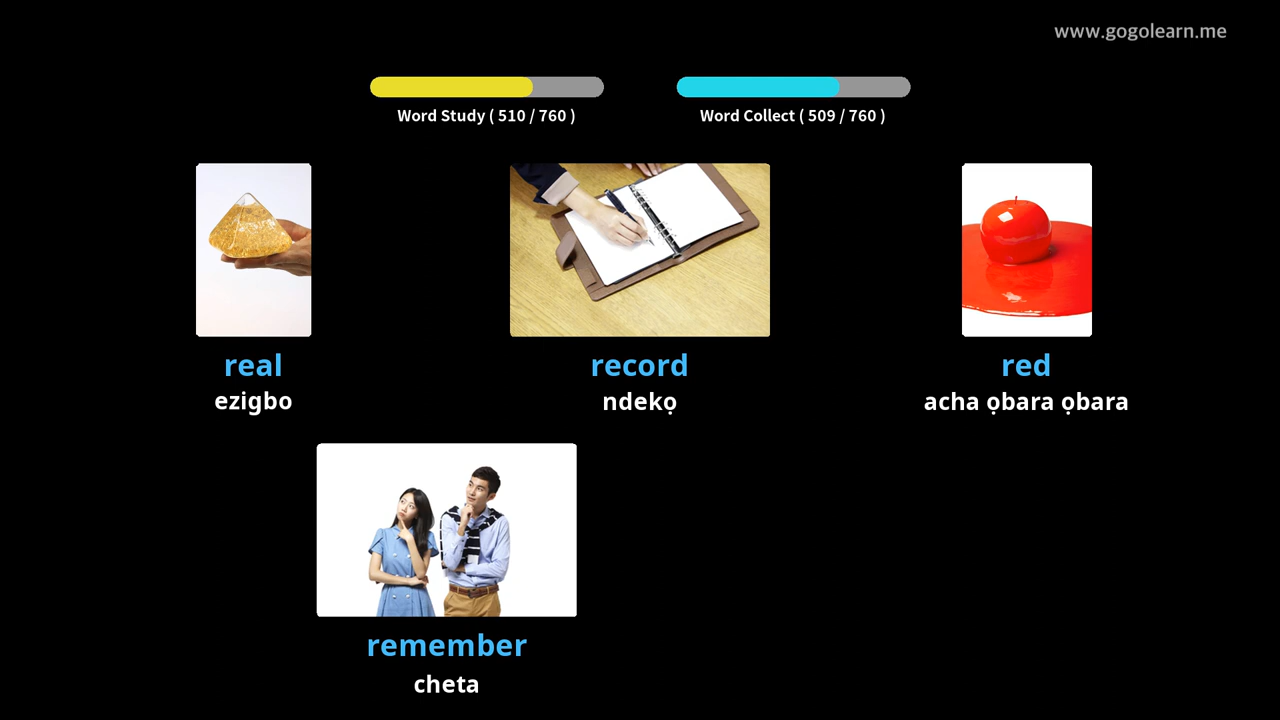 www.gogolearn.me
Word Study ( 510 / 760 )
Word Collect ( 509 / 760 )
real
ezigbo
record
ndekọ
red
acha ọbara ọbara
remember
cheta